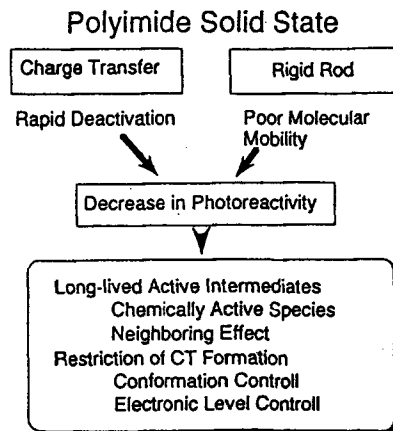 Polyimide Solid State
Charge Transfer
Rigid Rod
Rapid Deactivation
Poor Molecular
Mobility
Decrease in Photoreactivity
Long-lived Active Intermediates
Chemically Active Species
Neighboring Effect
Restriction of CT Formation
Conformation Controll
Electronic Level Controll